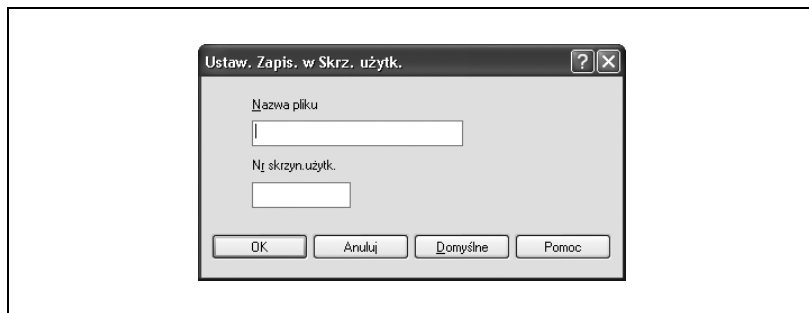 Ustaw. Zapis. w Skrz. użytk.
Nazwa pliku
Nr skrzyn.użytk.
OK Anuluj Domyślne Pomoc